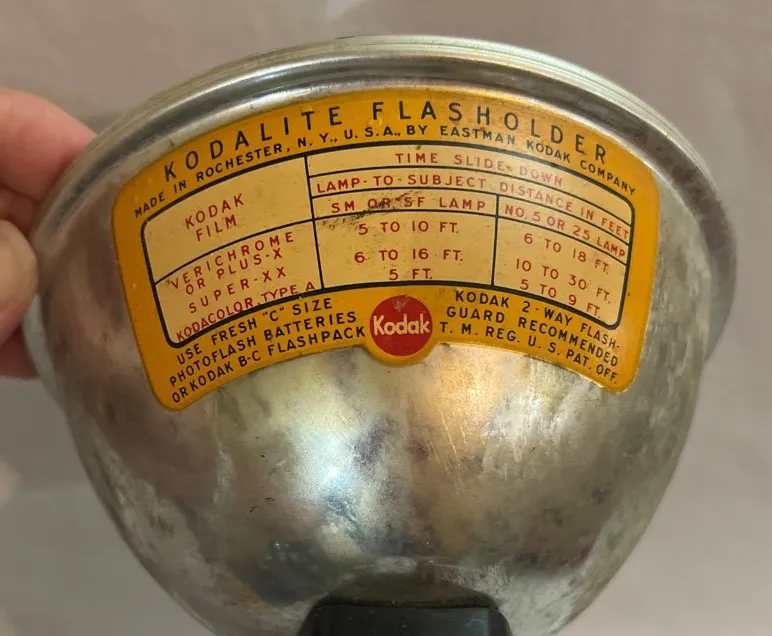 KODALITE FLASHOLDER
MADE IN ROCHESTER, N. Y., U. S. A., BY EASTMAN KODAK COMPANY
KODAK
FILM
TIME SLIDE-DOWN
LAMP-TO-SUBJECT DISTANCE IN FEET
SM OR SF LAMP
NO. 5 OR 25 LAMP
VERICHROME
OR PLUS-X
5 TO 10 FT.
6 TO 18 FT.
SUPER-XX
6 TO 16 FT.
10 TO 30 FT.
KODACOLOR, TYPE A
5 FT.
5 TO 9 FT.
USE FRESH "C" SIZE
PHOTOFLASH BATTERIES
OR KODAK B-C FLASHPACK
Kodak
KODAK 2-WAY FLASH-
GUARD RECOMMENDED
T. M. REG. U. S. PAT. OFF.